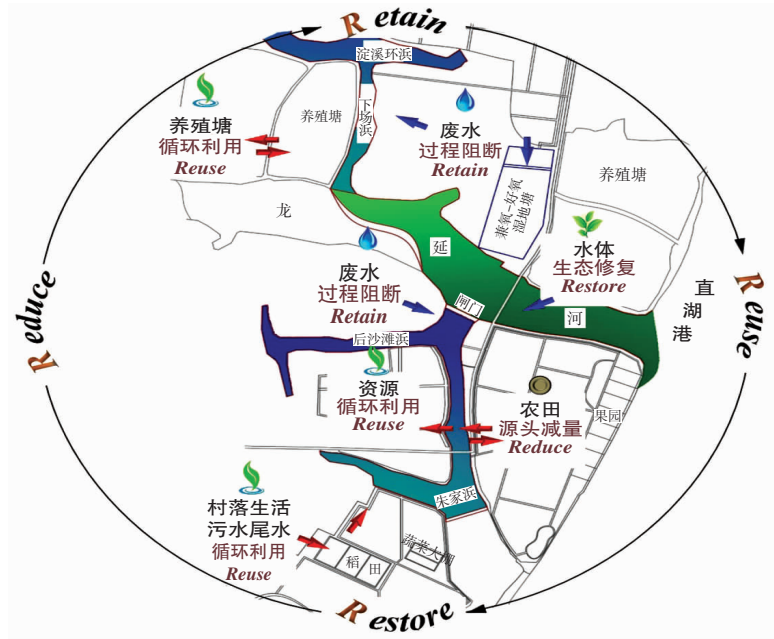 Retain
淀溪环浜
下场浜
养殖塘
养殖塘
循环利用
Reuse
废水
过程阻断
Retain
兼氧-好氧
湿地塘
养殖塘
龙
延
河
水体
生态修复
Restore
直湖港
Reduce
Reuse
废水
过程阻断
Retain
闸门
后沙滩浜
资源
循环利用
Reuse
农田
源头减量
Reduce
果园
村落生活
污水尾水
循环利用
Reuse
朱家浜
蔬菜大棚
稻田
Restore